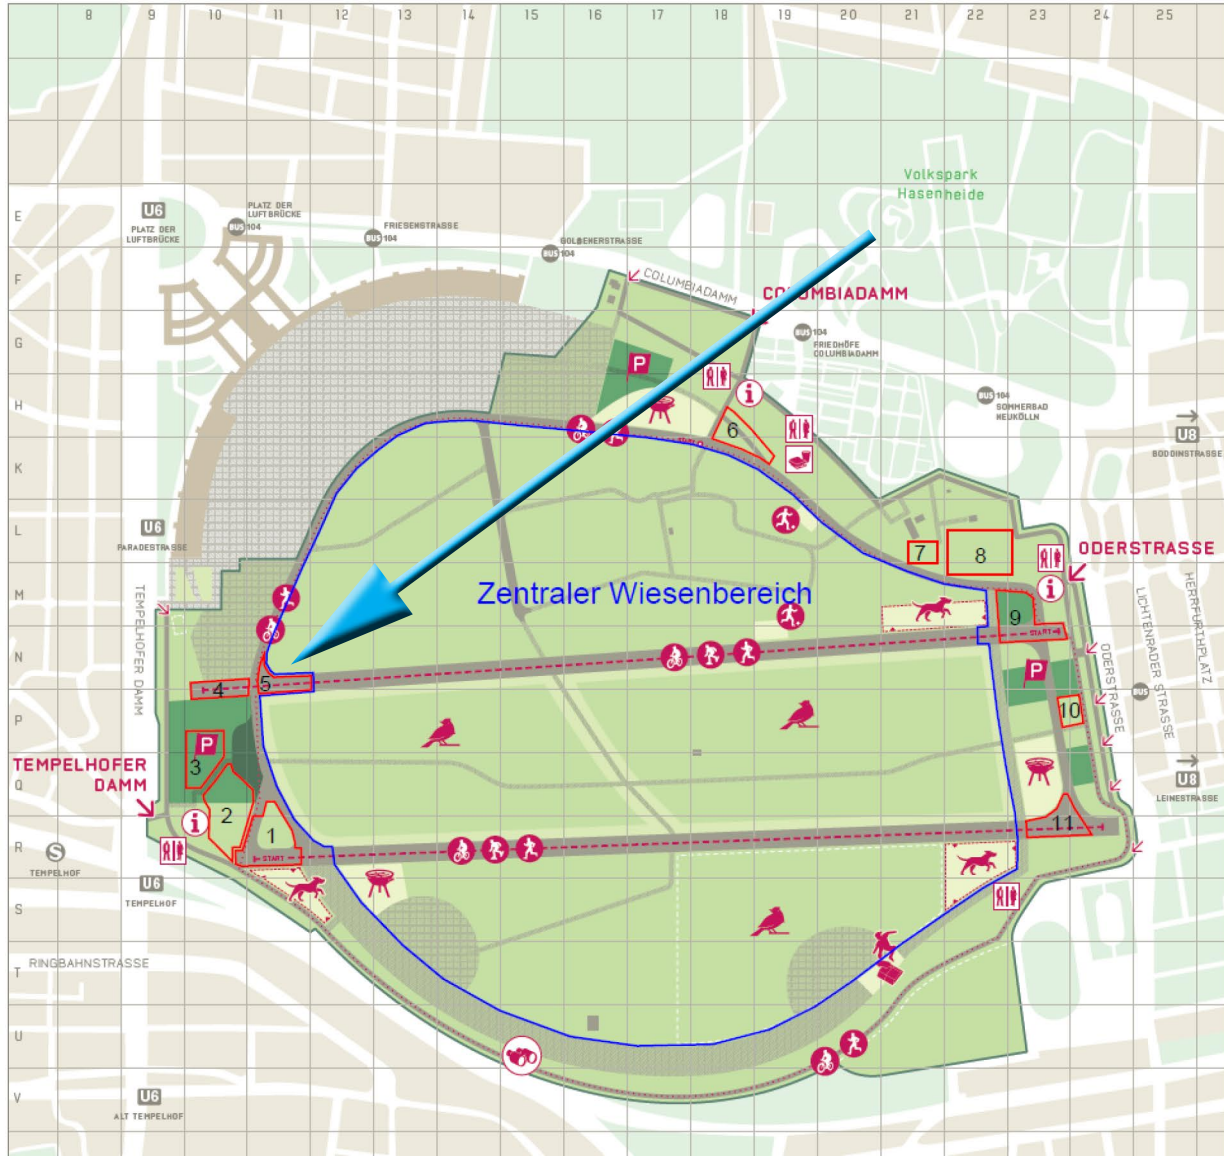 8 9 10 11 12 13 14 15 16 17 18 19 20 21 22 23 24 25
Volkspark
Hasenheide
E
U6
PLATZ DER
LUFTBRÜCKE
PLATZ DER
LUFTBRÜCKE
BUS 104
FRIESENSTRASSE
BUS 104
GOLßENERSTRASSE
BUS 104
F
COLUMBIADAMM
COLUMBIADAMM
G
BUS 104
FRIEDHÖFE
COLUMBIADAMM
P
H
i
BUS 104
SOMMERBAD
NEUKÖLLN
U8
BODDINSTRASSE
6
START
K
L
U6
PARADESTRASSE
7
8
ODERSTRASSE
i
M
Zentraler Wiesenbereich
TEMPELHOFER DAMM
LICHTENRADER STRASSE
HERRFURTHPLATZ
9
START
N
4
5
P
ODERSTRASSE
BUS
P
10
P
3
TEMPELHOFER
DAMM
Q
U8
LEINESTRASSE
2
i
1
11
R
START
TEMPELHOF
S
U6
TEMPELHOF
S
RINGBAHNSTRASSE
T
U
V
U6
ALT TEMPELHOF